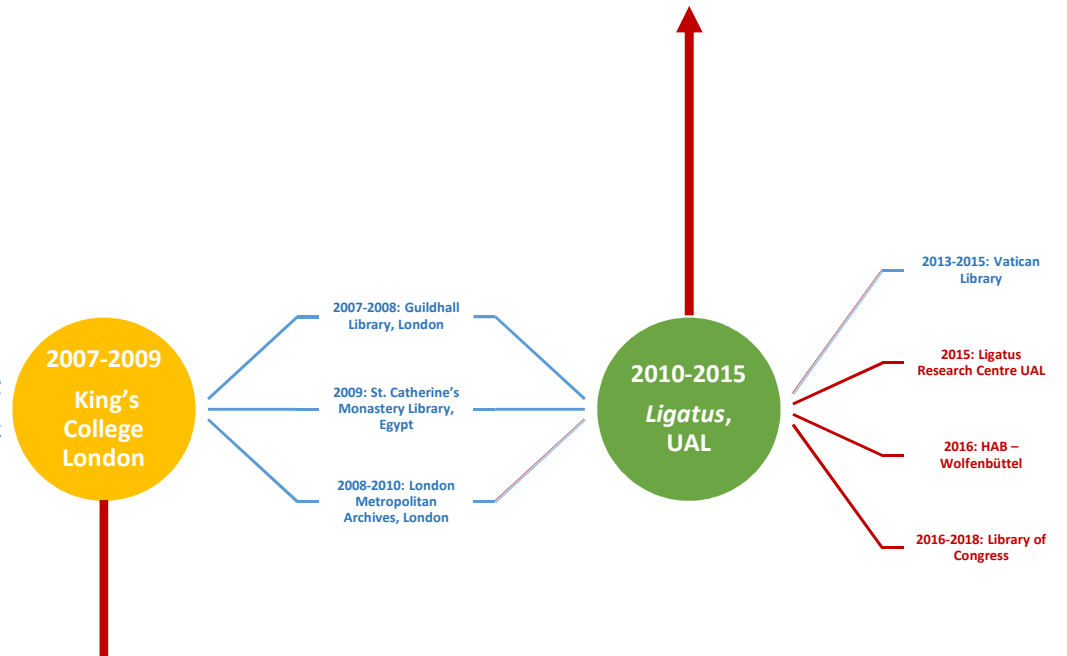 2007-2009
King's
College
London
2007-2008: Guildhall
Library, London
2009: St. Catherine's
Monastery Library,
Egypt
2008-2010: London
Metropolitan
Archives, London
2010-2015
Ligatus,
UAL
2013-2015: Vatican
Library
2015: Ligatus
Research Centre UAL
2016: HAB –
Wolfenbüttel
2016-2018: Library of
Congress